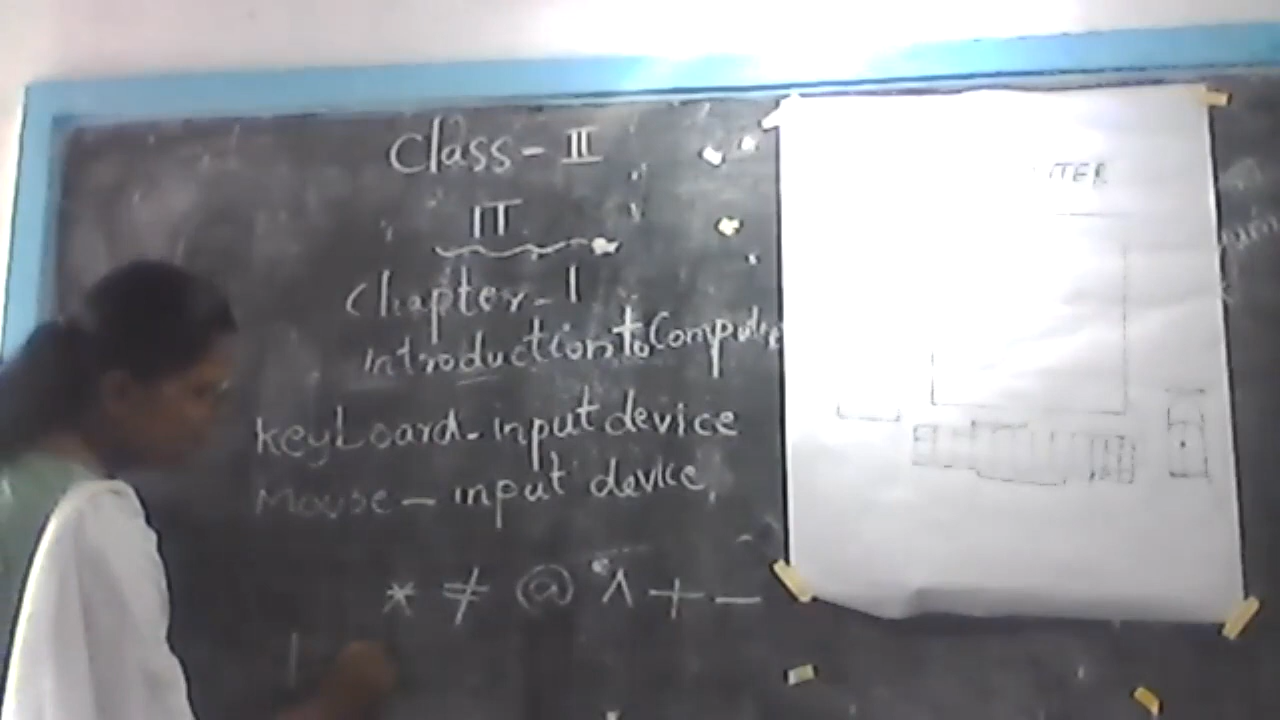 Class - II
IT
Chapter - 1
Introduction to Computer
keyboard - input device
Mouse - input device,
* ≠ @ ^ + -